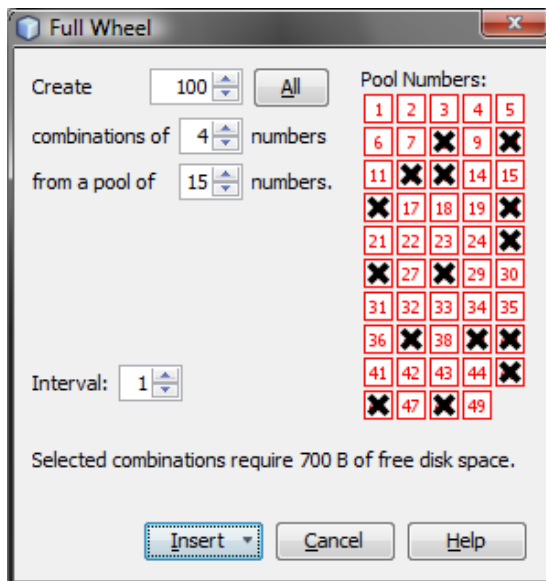 Full Wheel
Create 100 All
combinations of 4 numbers
from a pool of 15 numbers.
Pool Numbers:
1 2 3 4 5
6 7 9
11 14 15
17 18 19
21 22 23 24
27 29 30
31 32 33 34 35
36 38
41 42 43 44
47 49
Interval: 1
Selected combinations require 700 B of free disk space.
Insert Cancel Help